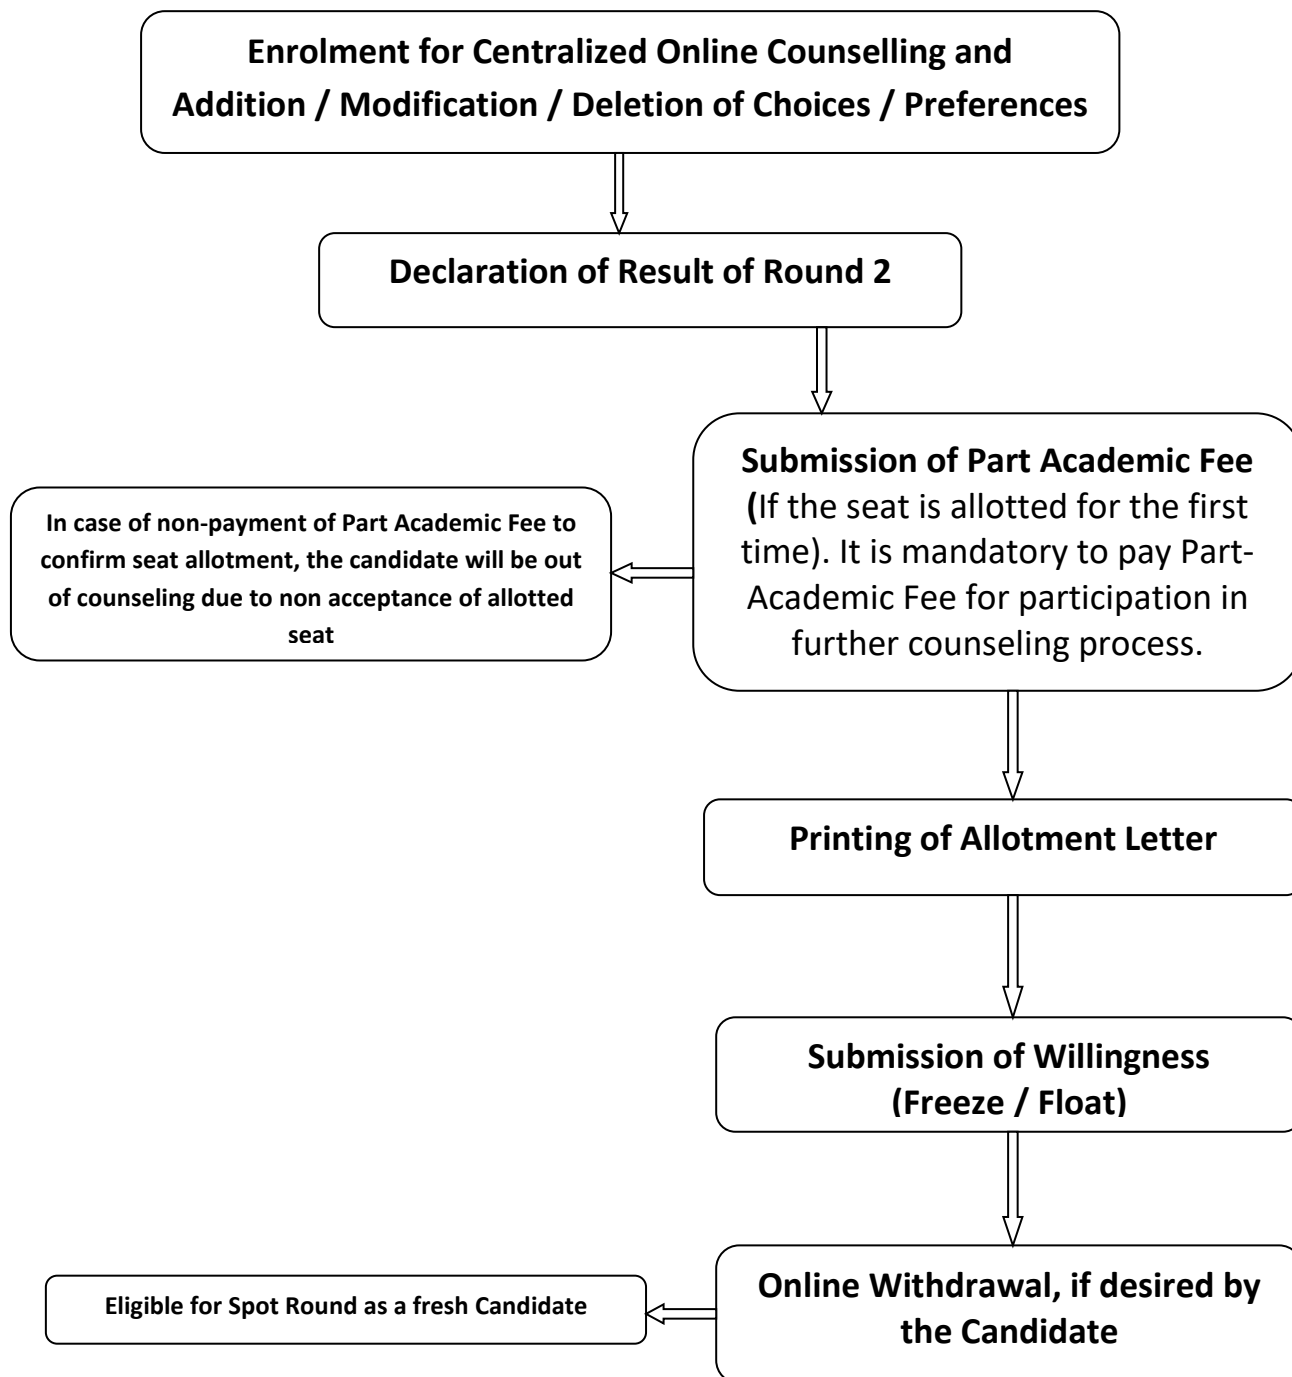 Enrolment for Centralized Online Counselling and
Addition / Modification / Deletion of Choices / Preferences
Declaration of Result of Round 2
Submission of Part Academic Fee
(If the seat is allotted for the first
time). It is mandatory to pay Part-
Academic Fee for participation in
further counseling process.
In case of non-payment of Part Academic Fee to
confirm seat allotment, the candidate will be out
of counseling due to non acceptance of allotted
seat
Printing of Allotment Letter
Submission of Willingness
(Freeze / Float)
Online Withdrawal, if desired by
the Candidate
Eligible for Spot Round as a fresh Candidate